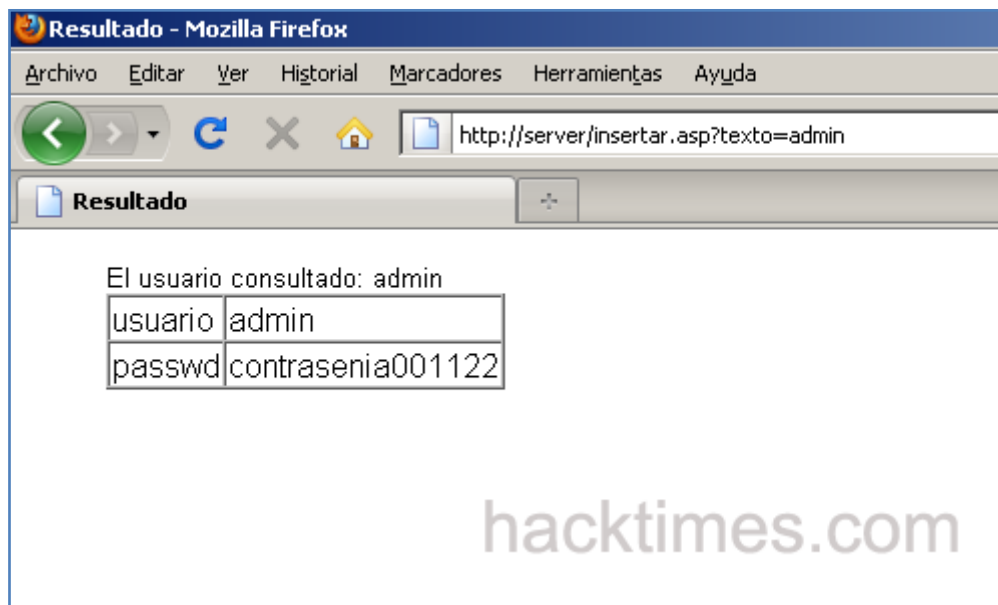 Resultado - Mozilla Firefox
Archivo Editar Ver Historial Marcadores Herramientas Ayuda
http://server/insertar.asp?texto=admin
Resultado
El usuario consultado: admin
usuario admin
passwd contrasenia001122
hacktimes.com